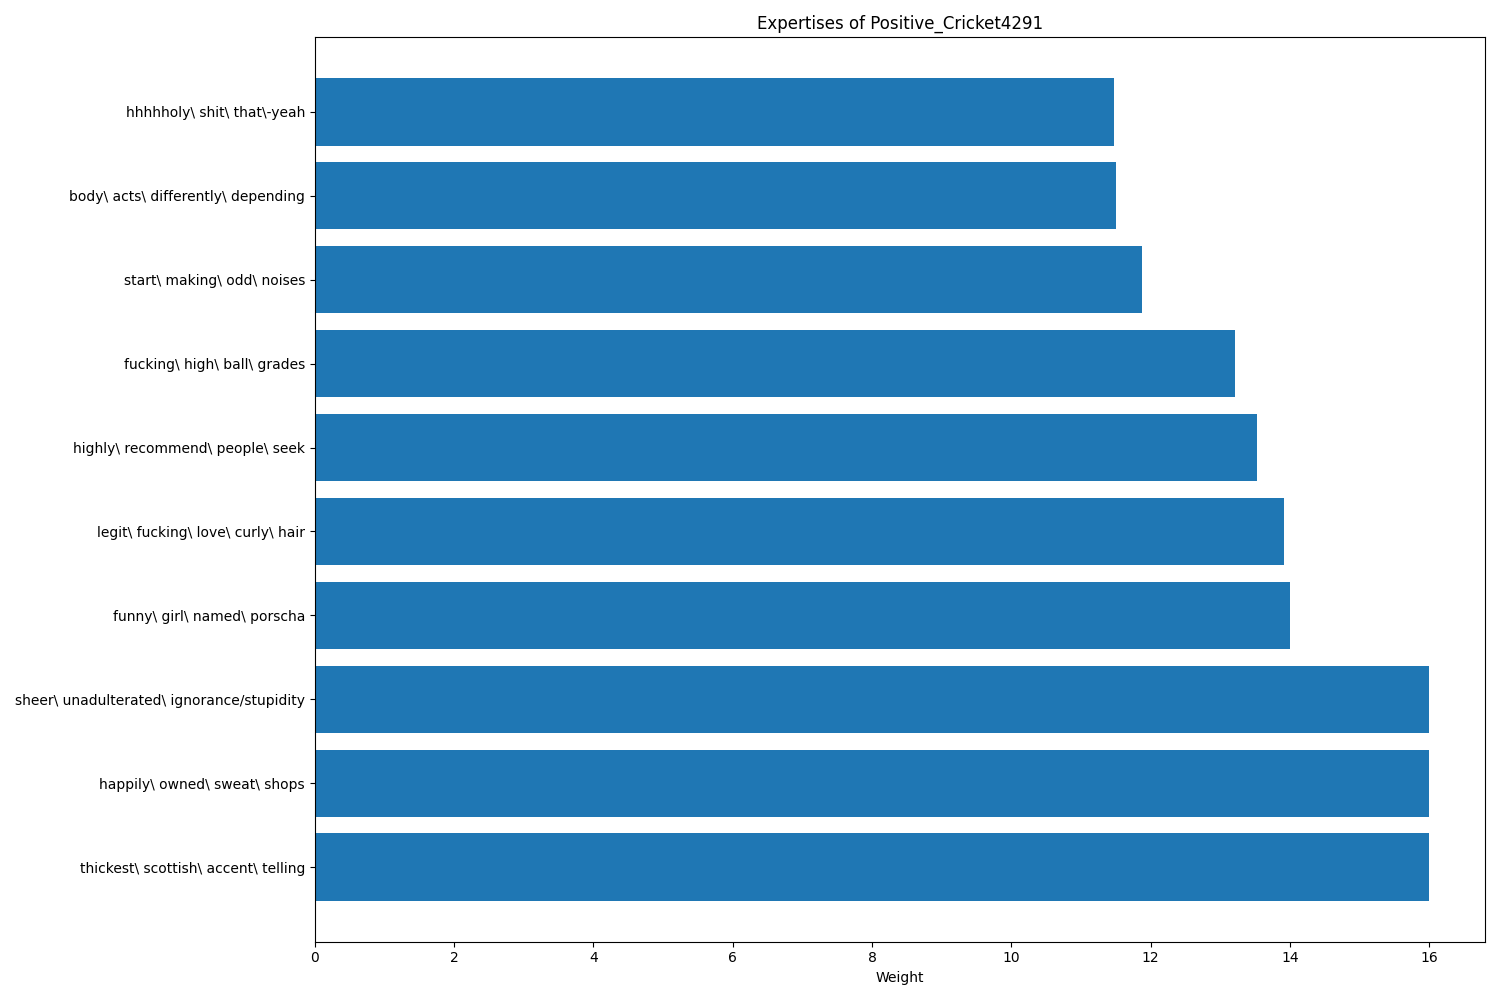 Expertises of Positive_Cricket4291
hhhhholy\ shit\ that\-yeah
body\ acts\ differently\ depending
start\ making\ odd\ noises
fucking\ high\ ball\ grades
highly\ recommend\ people\ seek
legit\ fucking\ love\ curly\ hair
funny\ girl\ named\ porscha
sheer\ unadulterated\ ignorance/stupidity
happily\ owned\ sweat\ shops
thickest\ scottish\ accent\ telling
0 2 4 6 8 10 12 14 16
Weight